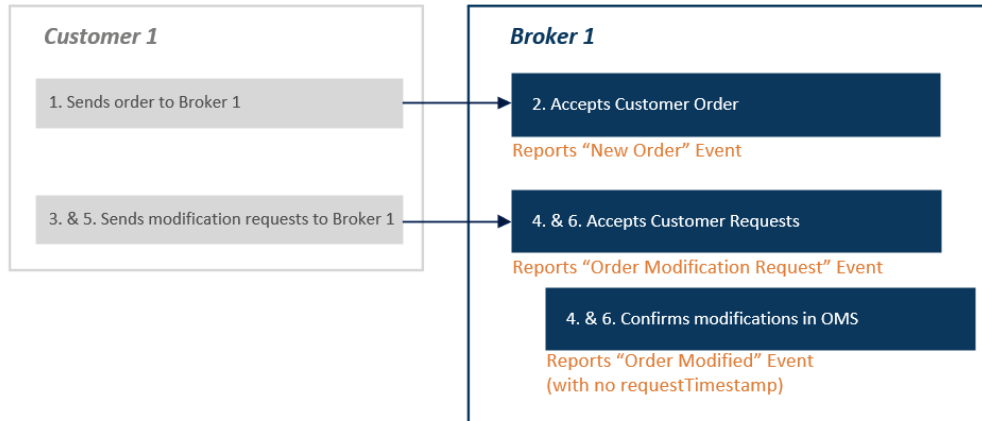 Customer 1
Broker 1
1. Sends order to Broker 1
2. Accepts Customer Order
Reports “New Order” Event
3. & 5. Sends modification requests to Broker 1
4. & 6. Accepts Customer Requests
Reports “Order Modification Request” Event
4. & 6. Confirms modifications in OMS
Reports “Order Modified” Event
(with no requestTimestamp)